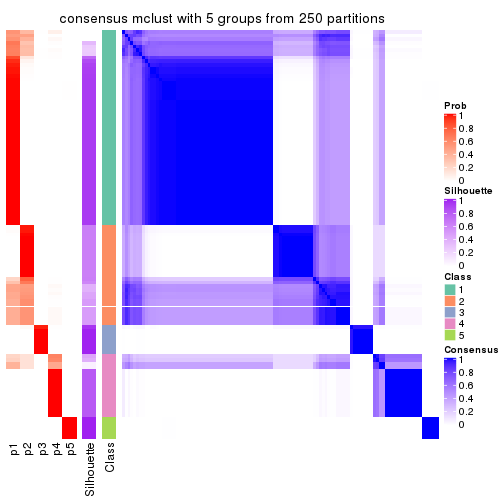 consensus mclust with 5 groups from 250 partitions
Prob
1
0.8
0.6
0.4
0.2
0
Silhouette
1
0.8
0.6
0.4
0.2
0
Class
1
2
3
4
5
Consensus
1
0.8
0.6
0.4
0.2
0
p1
p2
p3
p4
p5
Silhouette
Class